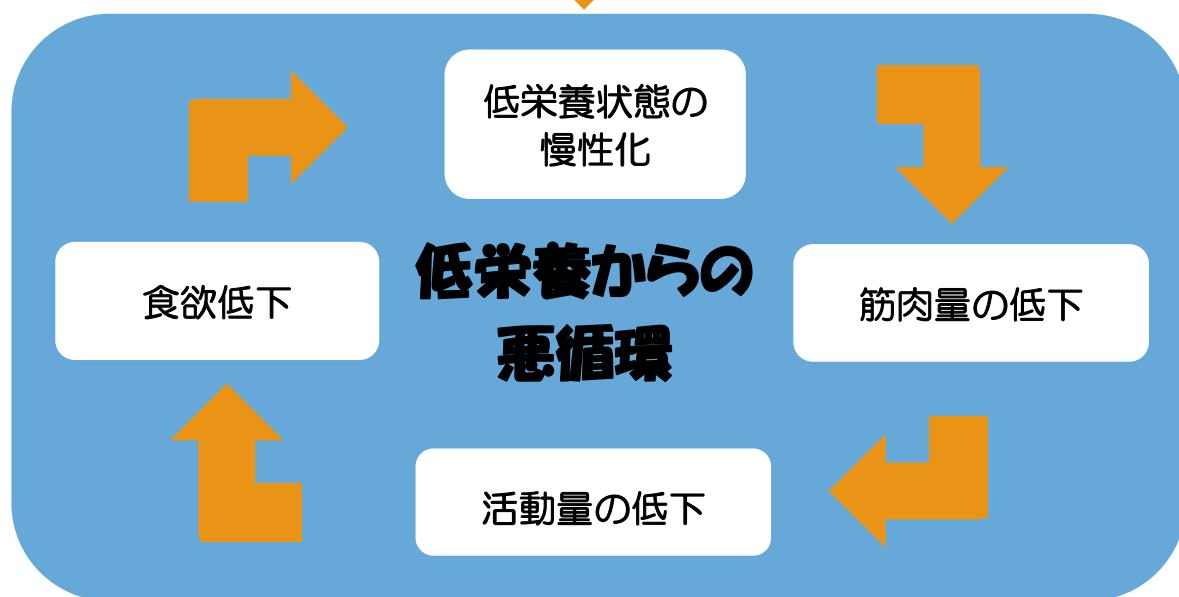 低栄養状態の
慢性化
低栄養からの
悪循環
食欲低下
筋肉量の低下
活動量の低下